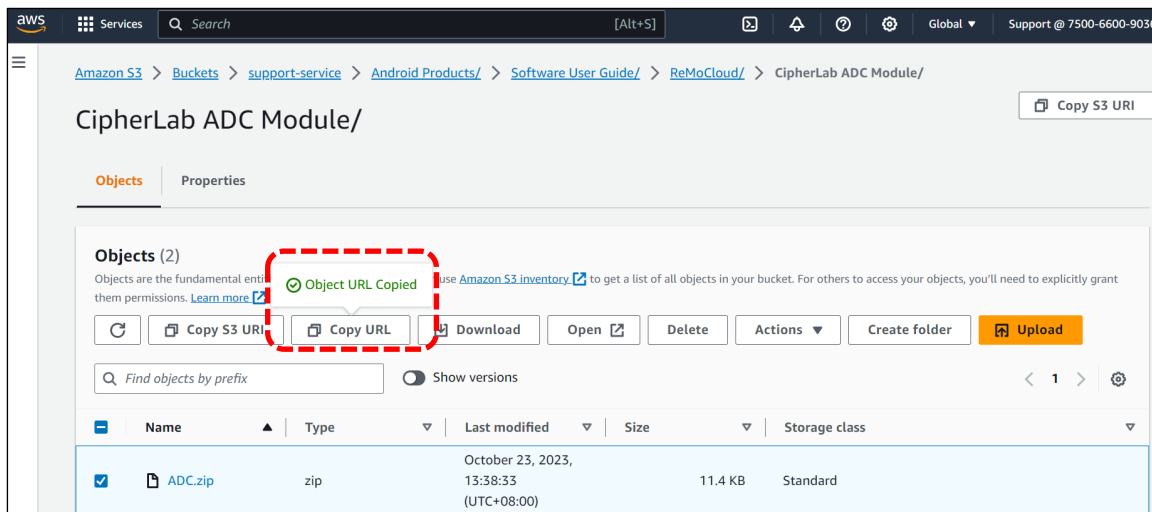 aws Services Search [Alt+S] Global ▼ Support @ 7500-6600-9030
Amazon S3 > Buckets > support-service > Android Products/ > Software User Guide/ > ReMoCloud/ > CipherLab ADC Module/
CipherLab ADC Module/
Copy S3 URI
Objects Properties
Objects (2)
Objects are the fundamental use Amazon S3 inventory to get a list of all objects in your bucket. For others to access your objects, you'll need to explicitly grant
them permissions. Learn more
Object URL Copied
Copy S3 URI Copy URL Download Open Delete Actions ▼ Create folder Upload
Find objects by prefix Show versions < 1 >
Name ▲ Type Last modified Size Storage class
ADC.zip zip October 23, 2023, 11.4 KB Standard
13:38:33
(UTC+08:00)